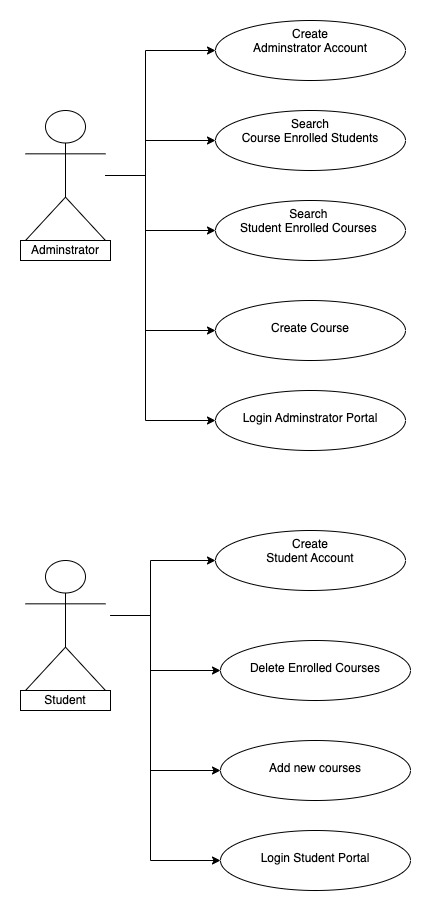 Create
Adminstrator Account
Search
Course Enrolled Students
Search
Student Enrolled Courses
Adminstrator
Create Course
Login Adminstrator Portal
Create
Student Account
Delete Enrolled Courses
Student
Add new courses
Login Student Portal